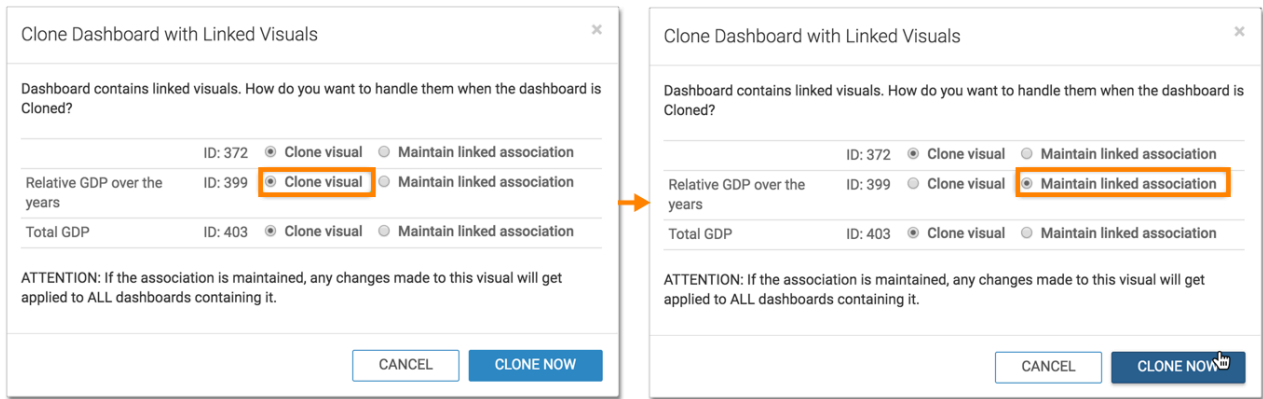 Clone Dashboard with Linked Visuals ×
Dashboard contains linked visuals. How do you want to handle them when the dashboard is
Cloned?
ID: 372 Clone visual Maintain linked association
Relative GDP over the ID: 399 Clone visual Maintain linked association
years
Total GDP ID: 403 Clone visual Maintain linked association
ATTENTION: If the association is maintained, any changes made to this visual will get
applied to ALL dashboards containing it.
CANCEL CLONE NOW
Clone Dashboard with Linked Visuals ×
Dashboard contains linked visuals. How do you want to handle them when the dashboard is
Cloned?
ID: 372 Clone visual Maintain linked association
Relative GDP over the ID: 399 Clone visual Maintain linked association
years
Total GDP ID: 403 Clone visual Maintain linked association
ATTENTION: If the association is maintained, any changes made to this visual will get
applied to ALL dashboards containing it.
CANCEL CLONE NOW